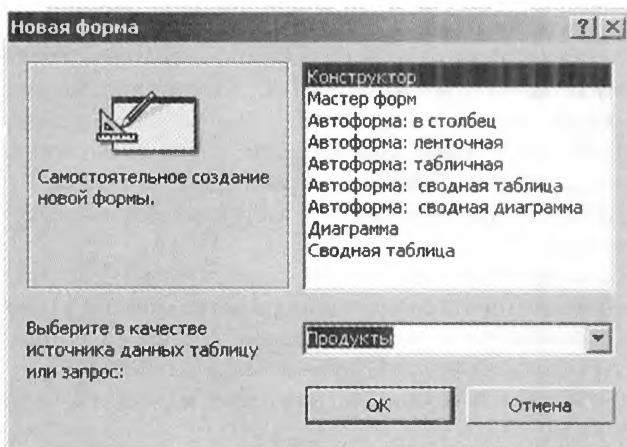 Новая форма
Самостоятельное создание
новой формы.
Конструктор
Мастер форм
Автоформа: в столбец
Автоформа: ленточная
Автоформа: табличная
Автоформа: сводная таблица
Автоформа: сводная диаграмма
Диаграмма
Сводная таблица
Выберите в качестве
источника данных таблицу
или запрос:
Продукты
ОК
Отмена